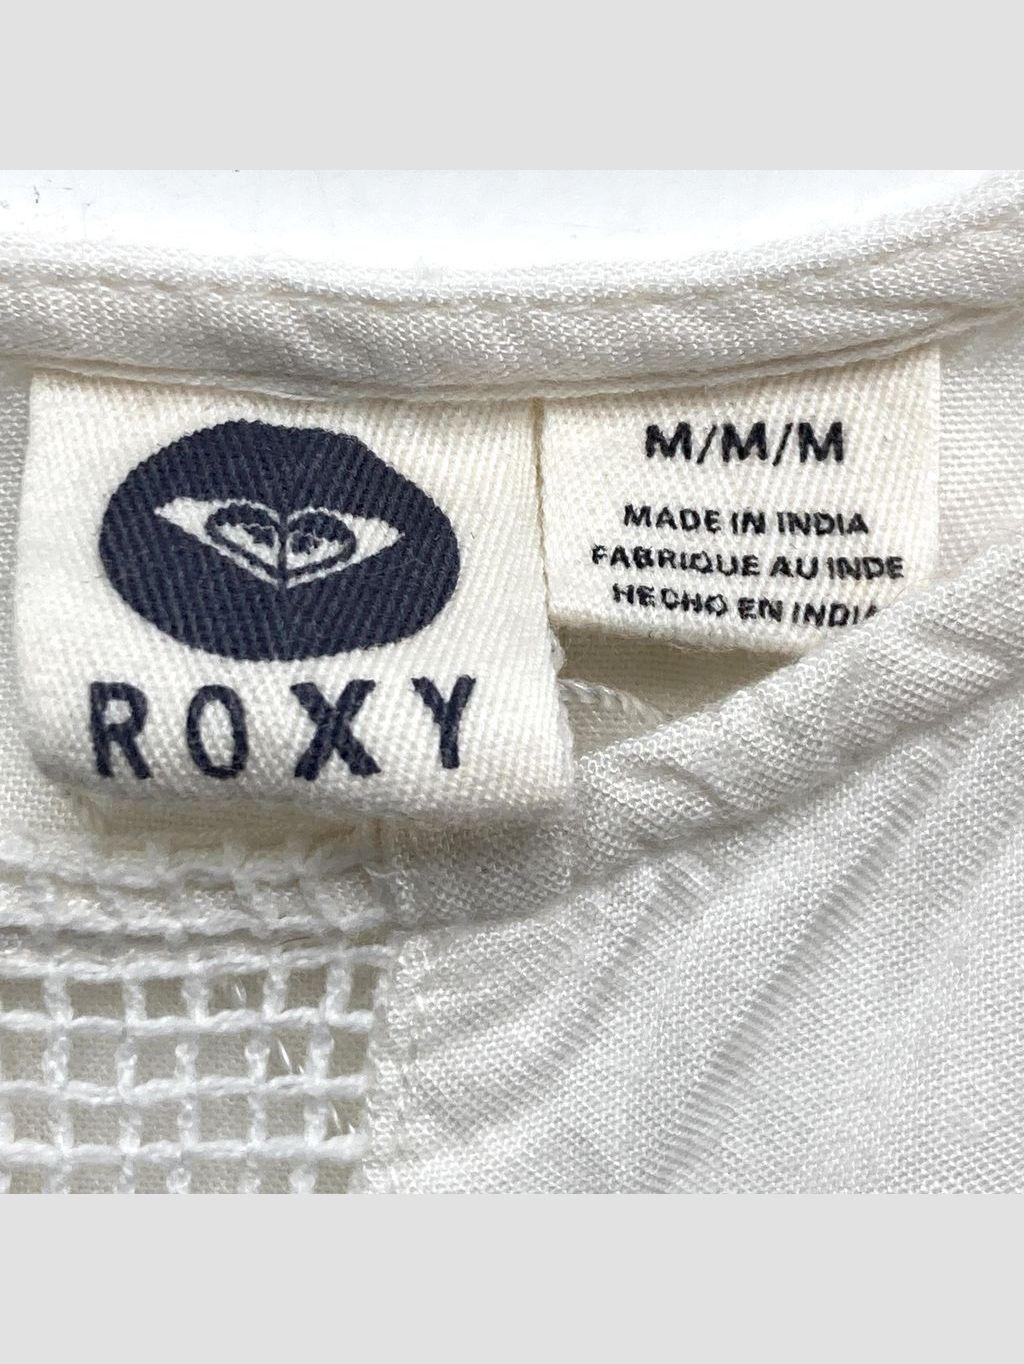 ROXY
M/M/M
MADE IN INDIA
FABRIQUE AU INDE
HECHO EN INDIA